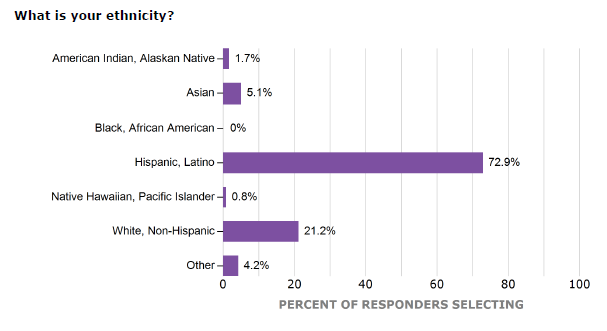 What is your ethnicity?
American Indian, Alaskan Native 1.7%
Asian 5.1%
Black, African American 0%
Hispanic, Latino 72.9%
Native Hawaiian, Pacific Islander 0.8%
White, Non-Hispanic 21.2%
Other 4.2%
0 20 40 60 80 100
PERCENT OF RESPONDERS SELECTING